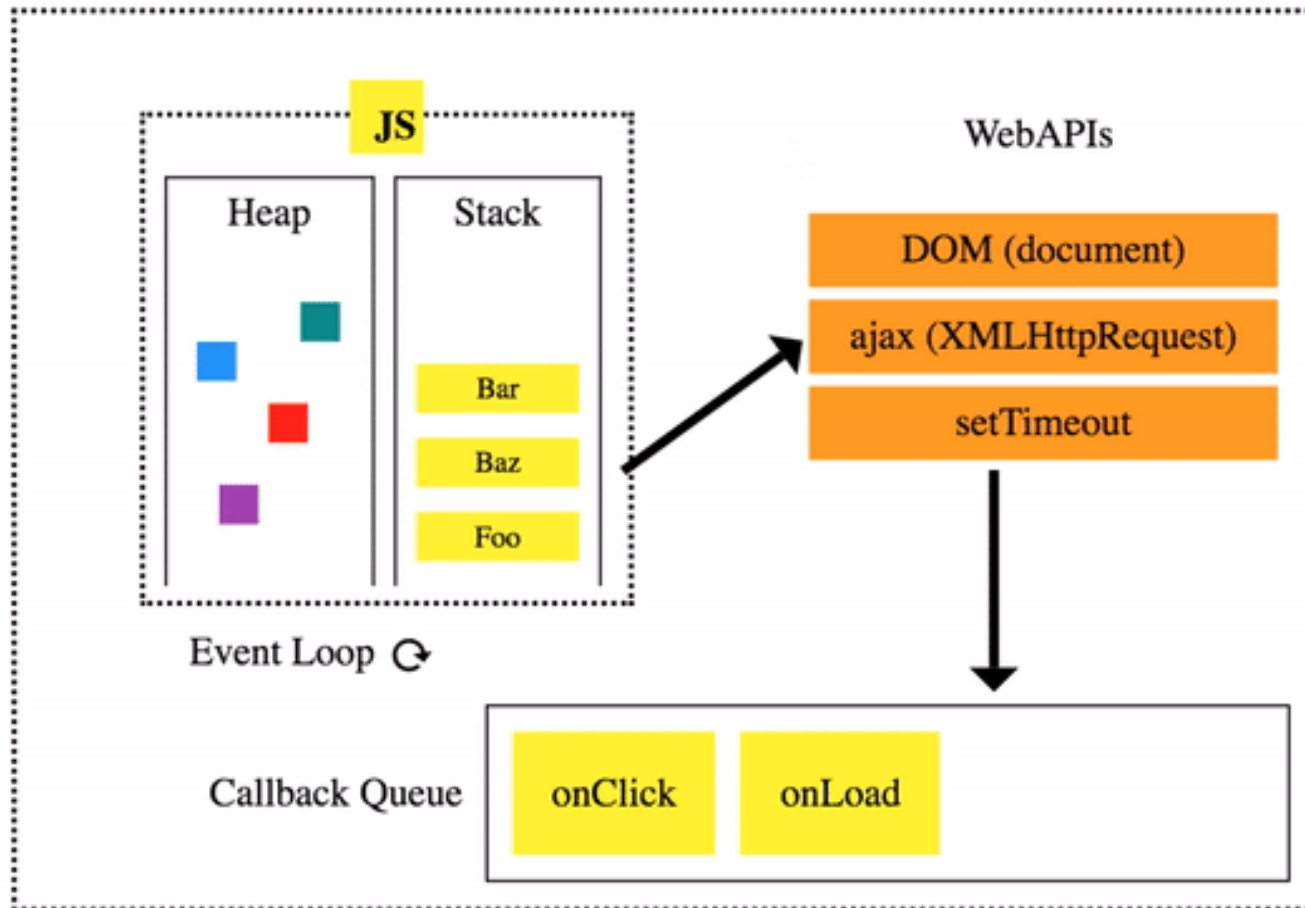 JS
Heap
Stack
Bar
Baz
Foo
WebAPIs
DOM (document)
ajax (XMLHttpRequest)
setTimeout
Event Loop
Callback Queue
onClick
onLoad